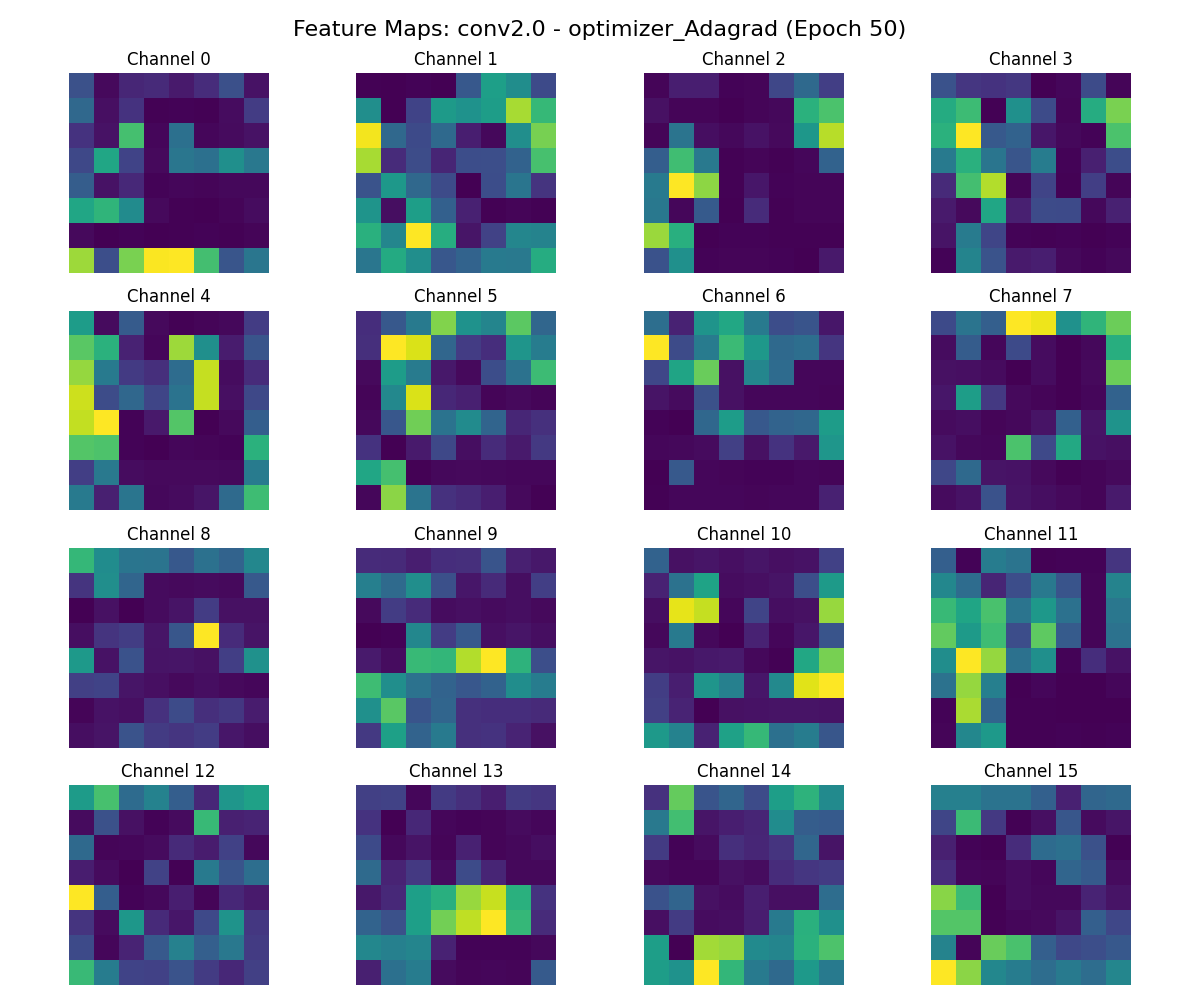 Feature Maps: conv2.0 - optimizer_Adagrad (Epoch 50)
Channel 0
Channel 1
Channel 2
Channel 3
Channel 4
Channel 5
Channel 6
Channel 7
Channel 8
Channel 9
Channel 10
Channel 11
Channel 12
Channel 13
Channel 14
Channel 15